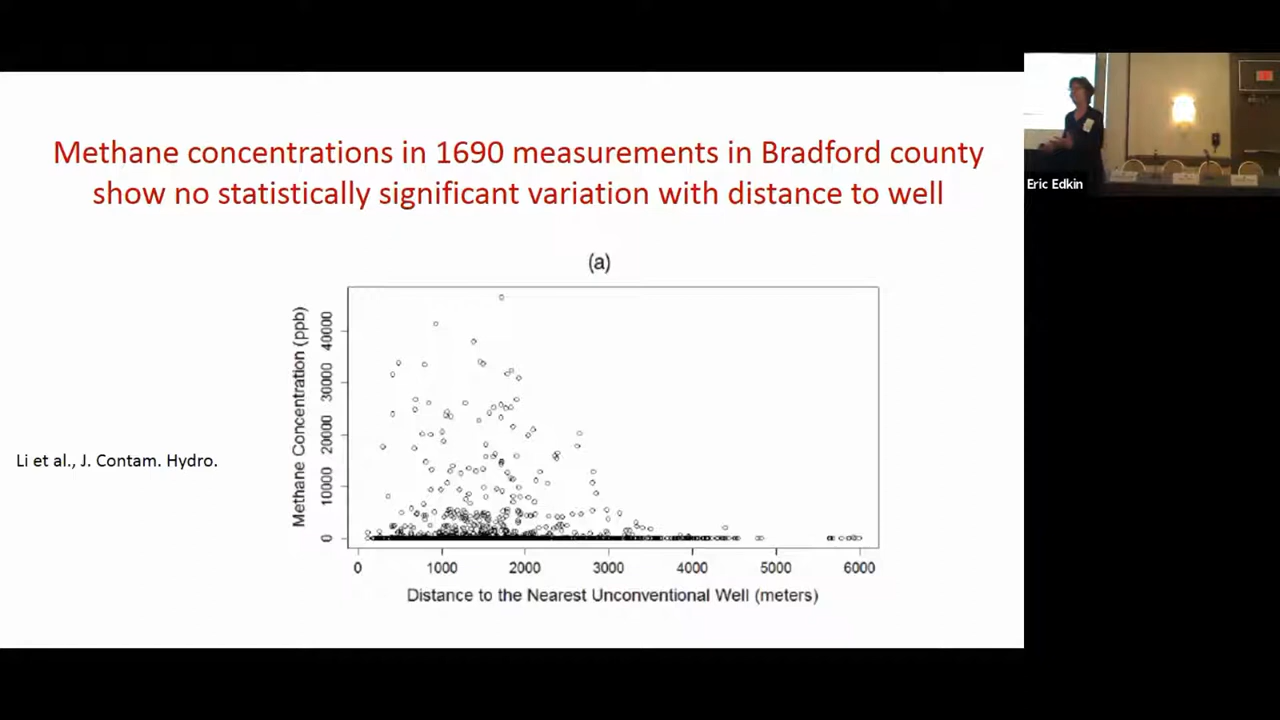 Methane concentrations in 1690 measurements in Bradford county
show no statistically significant variation with distance to well
Eric Edkin
(a)
Methane Concentration (ppb)
40000
30000
20000
10000
0
Li et al., J. Contam. Hydro.
0 1000 2000 3000 4000 5000 6000
Distance to the Nearest Unconventional Well (meters)